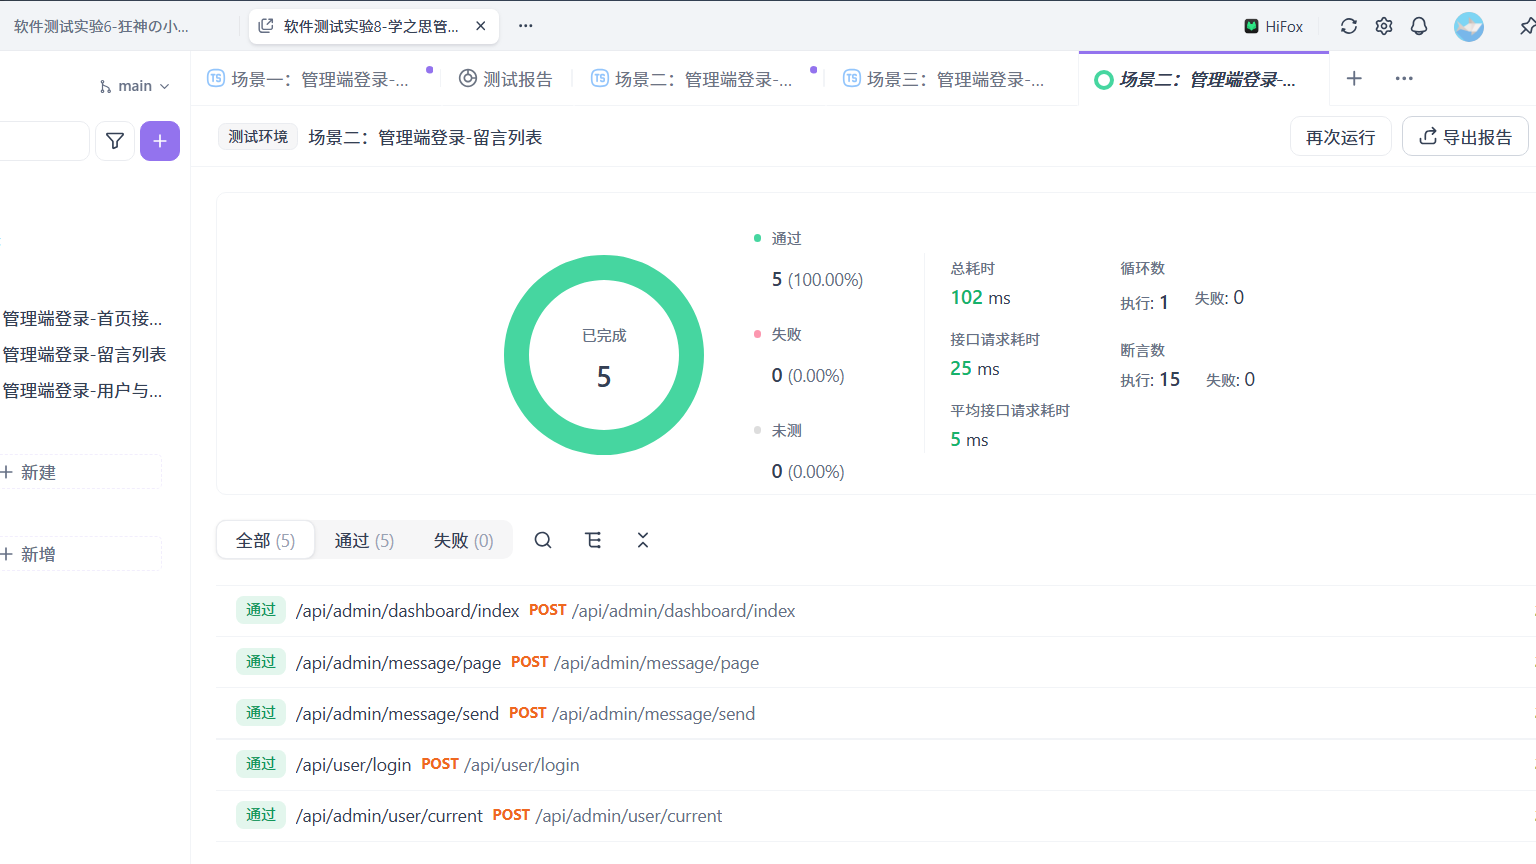 软件测试实验6-狂神の小...
软件测试实验8-学之思管...
HiFox
main
场景一：管理端登录-...
测试报告
场景二：管理端登录-...
场景三：管理端登录-...
场景二：管理端登录-...
测试环境
场景二：管理端登录-留言列表
再次运行
导出报告
管理端登录-首页接...
管理端登录-留言列表
管理端登录-用户与...
新建
新增
已完成
5
通过
5 (100.00%)
失败
0 (0.00%)
未测
0 (0.00%)
总耗时
102 ms
接口请求耗时
25 ms
平均接口请求耗时
5 ms
循环数
执行: 1 失败: 0
断言数
执行: 15 失败: 0
全部 (5) 通过 (5) 失败 (0)
通过 /api/admin/dashboard/index POST /api/admin/dashboard/index
通过 /api/admin/message/page POST /api/admin/message/page
通过 /api/admin/message/send POST /api/admin/message/send
通过 /api/user/login POST /api/user/login
通过 /api/admin/user/current POST /api/admin/user/current